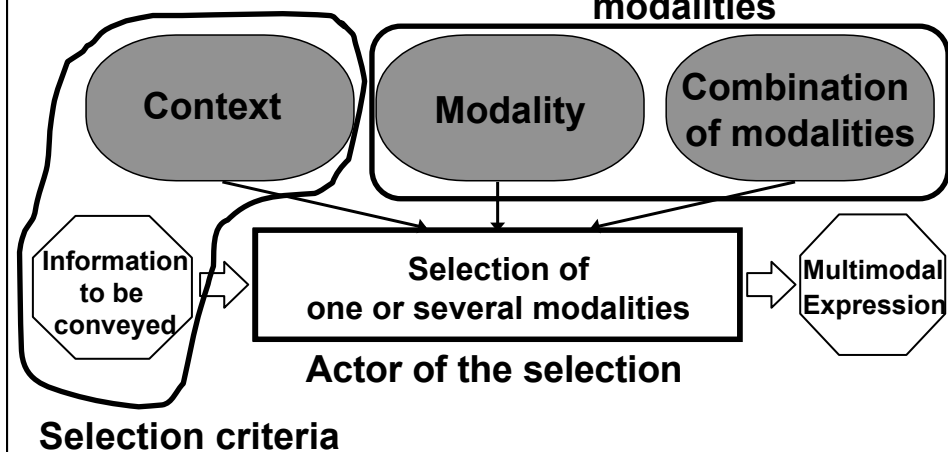 modalities
Context
Modality
Combination
of modalities
Information
to be
conveyed
Selection of
one or several modalities
Multimodal
Expression
Actor of the selection
Selection criteria